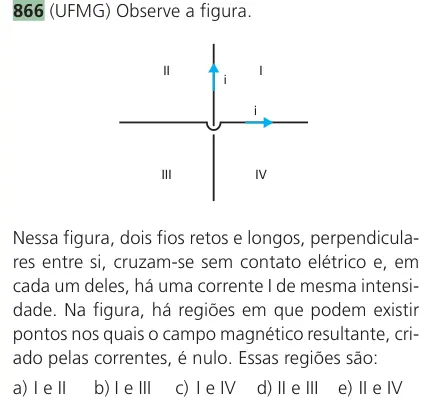 866 (UFMG) Observe a figura.
II
I
i
i
III
IV
Nessa figura, dois fios retos e longos, perpendicula-
res entre si, cruzam-se sem contato elétrico e, em
cada um deles, há uma corrente I de mesma intensi-
dade. Na figura, há regiões em que podem existir
pontos nos quais o campo magnético resultante, cri-
ado pelas correntes, é nulo. Essas regiões são:
a) I e II b) I e III c) I e IV d) II e III e) II e IV